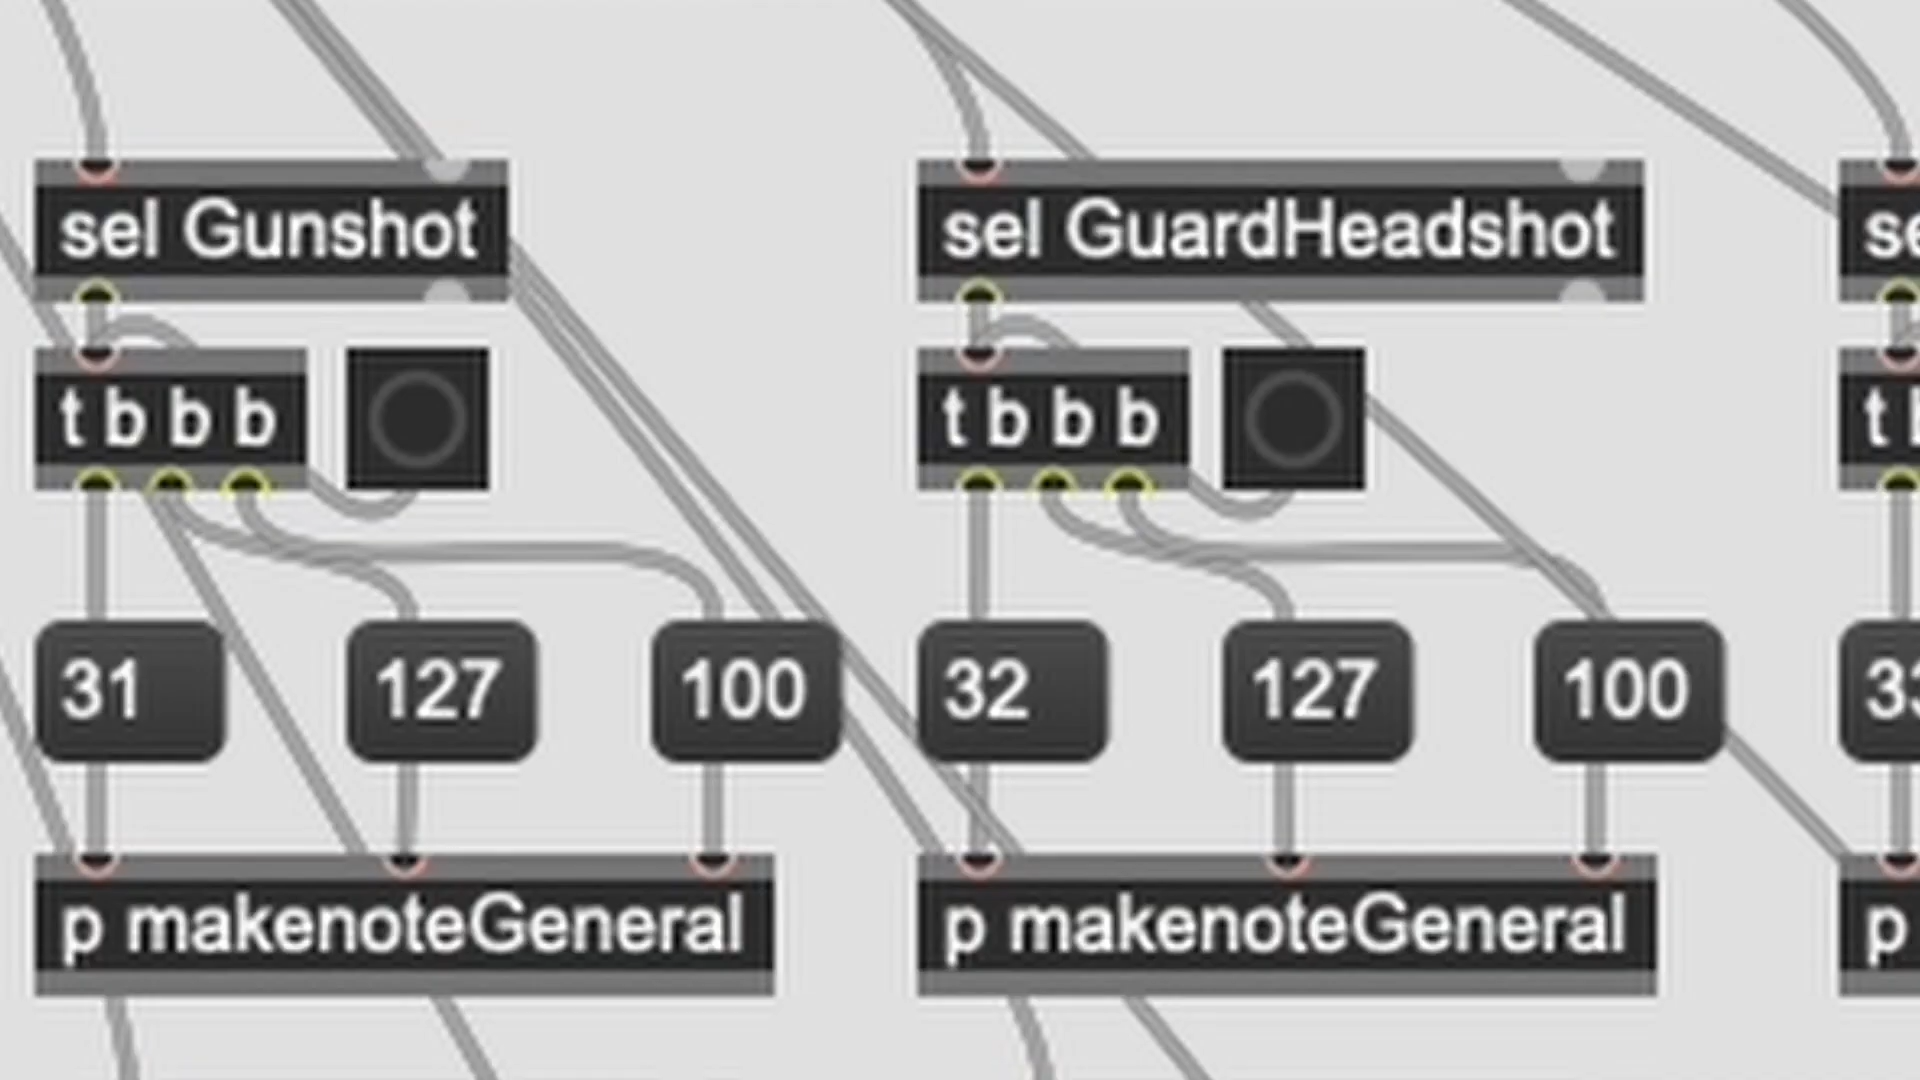 sel Gunshot
t b b b
31
127
100
p makenoteGeneral
sel GuardHeadshot
t b b b
32
127
100
p makenoteGeneral
t
p